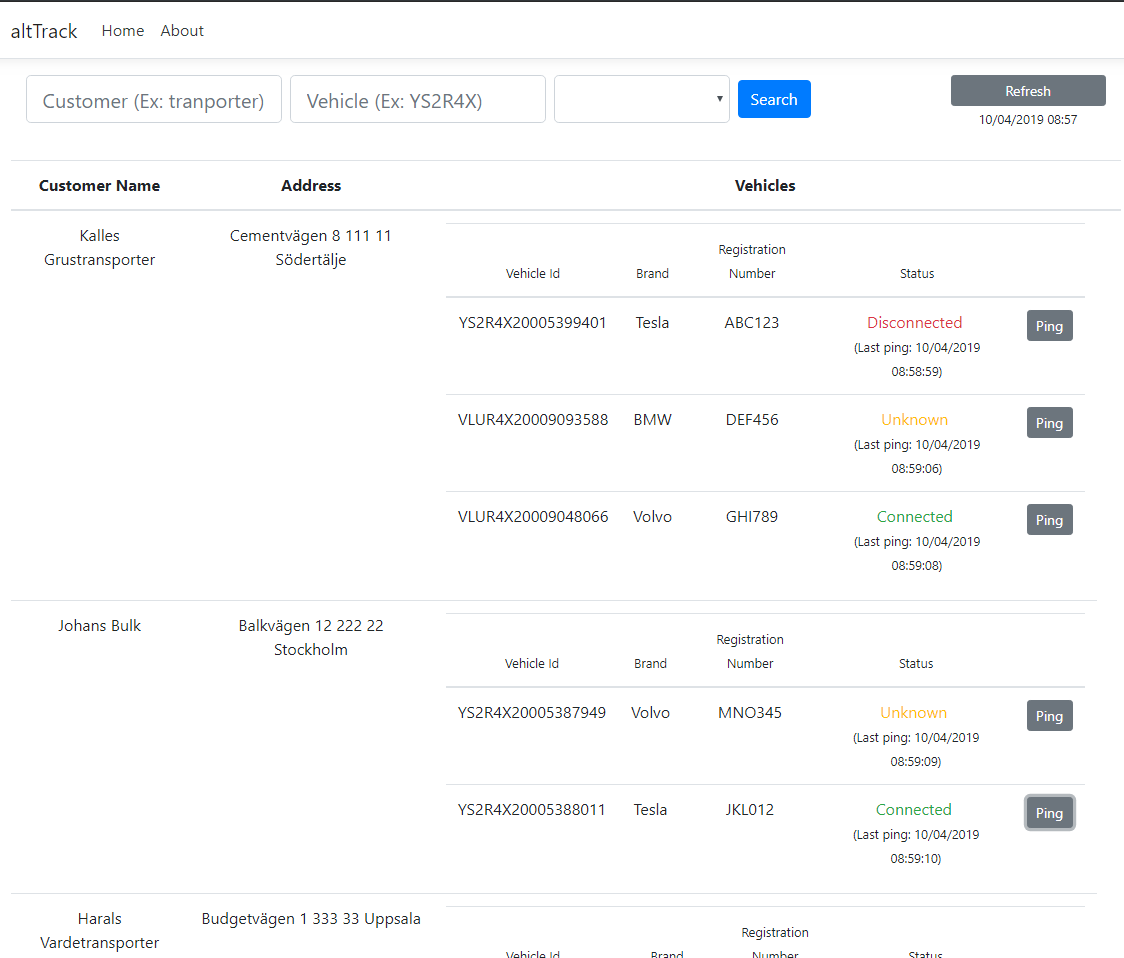 altTrack Home About
Customer (Ex: tranporter) Vehicle (Ex: YS2R4X) Search Refresh
10/04/2019 08:57
Customer Name Address Vehicles
Kalles
Grustransporter
Cementvägen 8 111 11
Södertälje
Vehicle Id Brand Registration
Number Status
YS2R4X20005399401 Tesla ABC123 Disconnected Ping
(Last ping: 10/04/2019
08:58:59)
VLUR4X20009093588 BMW DEF456 Unknown Ping
(Last ping: 10/04/2019
08:59:06)
VLUR4X20009048066 Volvo GHI789 Connected Ping
(Last ping: 10/04/2019
08:59:08)
Johans Bulk
Balkvägen 12 222 22
Stockholm
Vehicle Id Brand Registration
Number Status
YS2R4X20005387949 Volvo MNO345 Unknown Ping
(Last ping: 10/04/2019
08:59:09)
YS2R4X20005388011 Tesla JKL012 Connected Ping
(Last ping: 10/04/2019
08:59:10)
Harals
Vardetransporter
Budgetvägen 1 333 33 Uppsala
Vehicle Id Brand Registration
Number Status